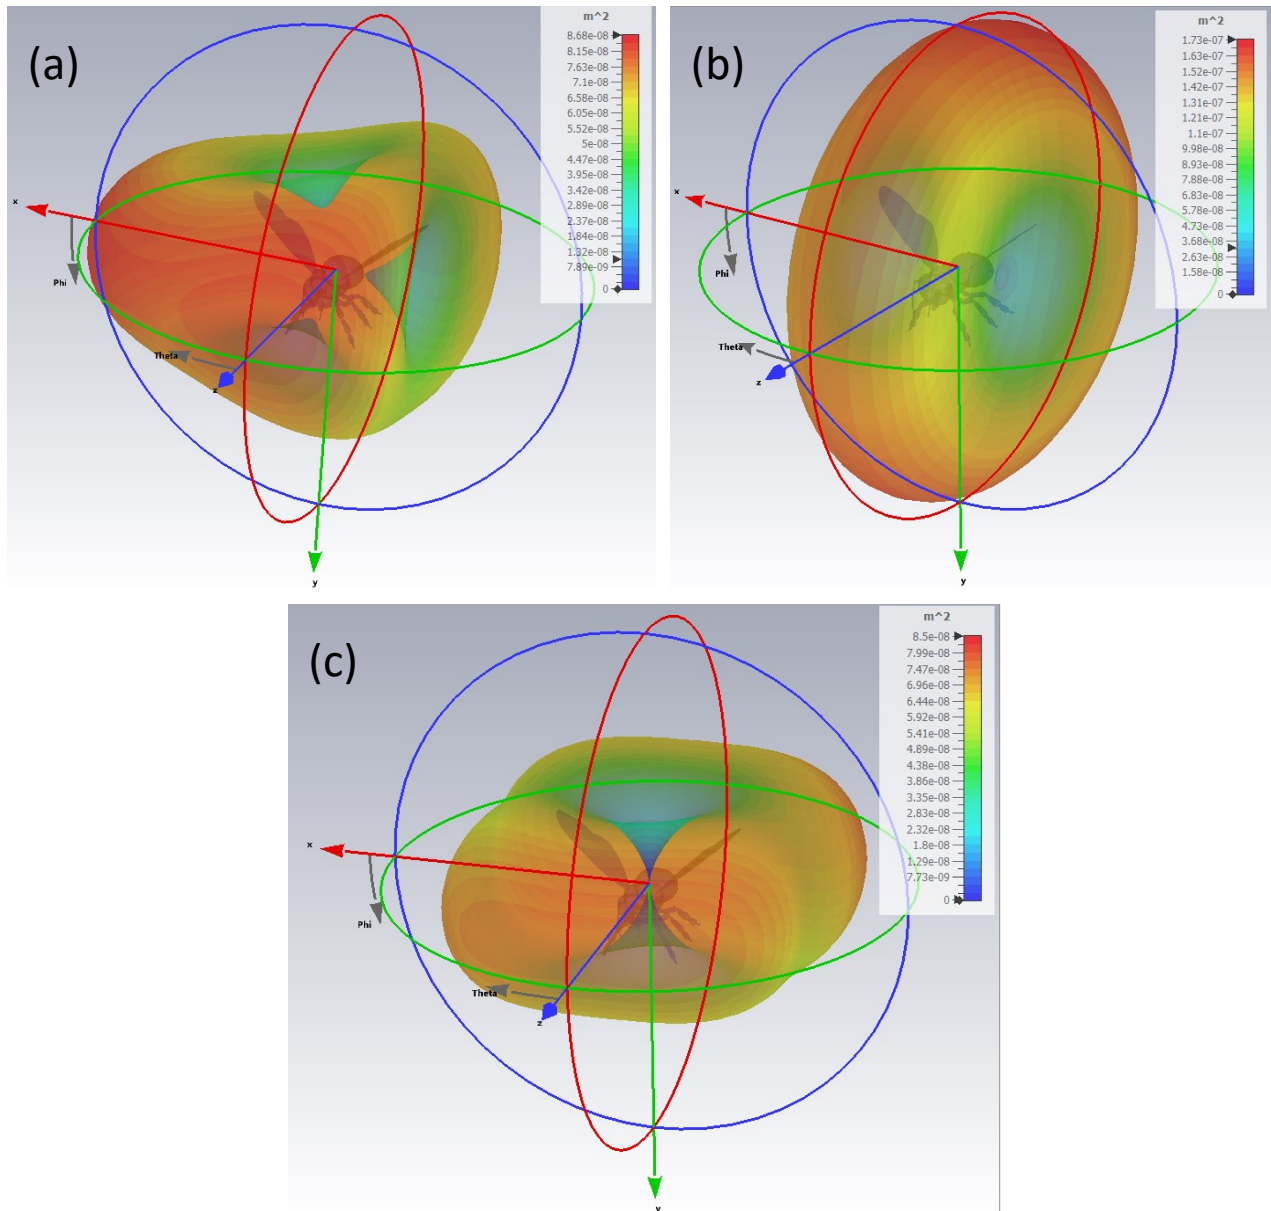 (a)
m^2
8.68e-08
8.15e-08
7.63e-08
7.1e-08
6.58e-08
6.05e-08
5.52e-08
5e-08
4.47e-08
3.95e-08
3.42e-08
2.89e-08
2.37e-08
1.84e-08
1.32e-08
7.89e-09
0
x
Phi
Theta
z
y
(b)
m^2
1.73e-07
1.63e-07
1.52e-07
1.42e-07
1.31e-07
1.21e-07
1.1e-07
9.98e-08
8.93e-08
7.88e-08
6.83e-08
5.78e-08
4.73e-08
3.68e-08
2.63e-08
1.58e-08
0
x
Phi
Theta
z
y
(c)
m^2
8.5e-08
7.99e-08
7.47e-08
6.96e-08
6.44e-08
5.92e-08
5.41e-08
4.89e-08
4.38e-08
3.86e-08
3.35e-08
2.83e-08
2.32e-08
1.8e-08
1.29e-08
7.73e-09
0
x
Phi
Theta
z
y